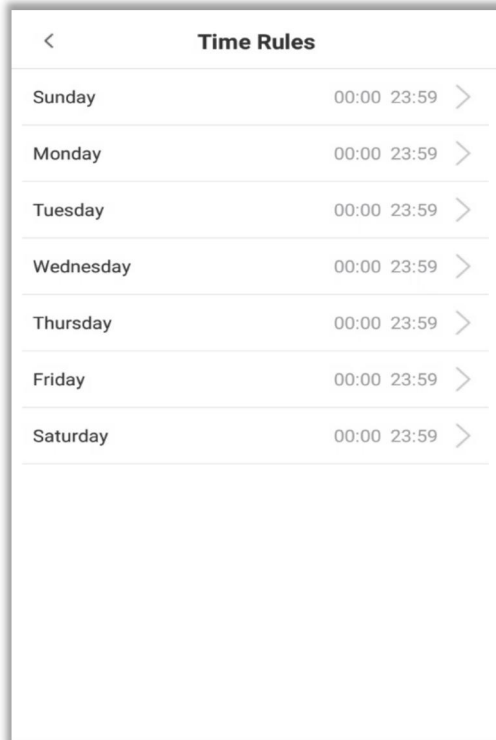 Time Rules
Sunday 00:00 23:59
Monday 00:00 23:59
Tuesday 00:00 23:59
Wednesday 00:00 23:59
Thursday 00:00 23:59
Friday 00:00 23:59
Saturday 00:00 23:59